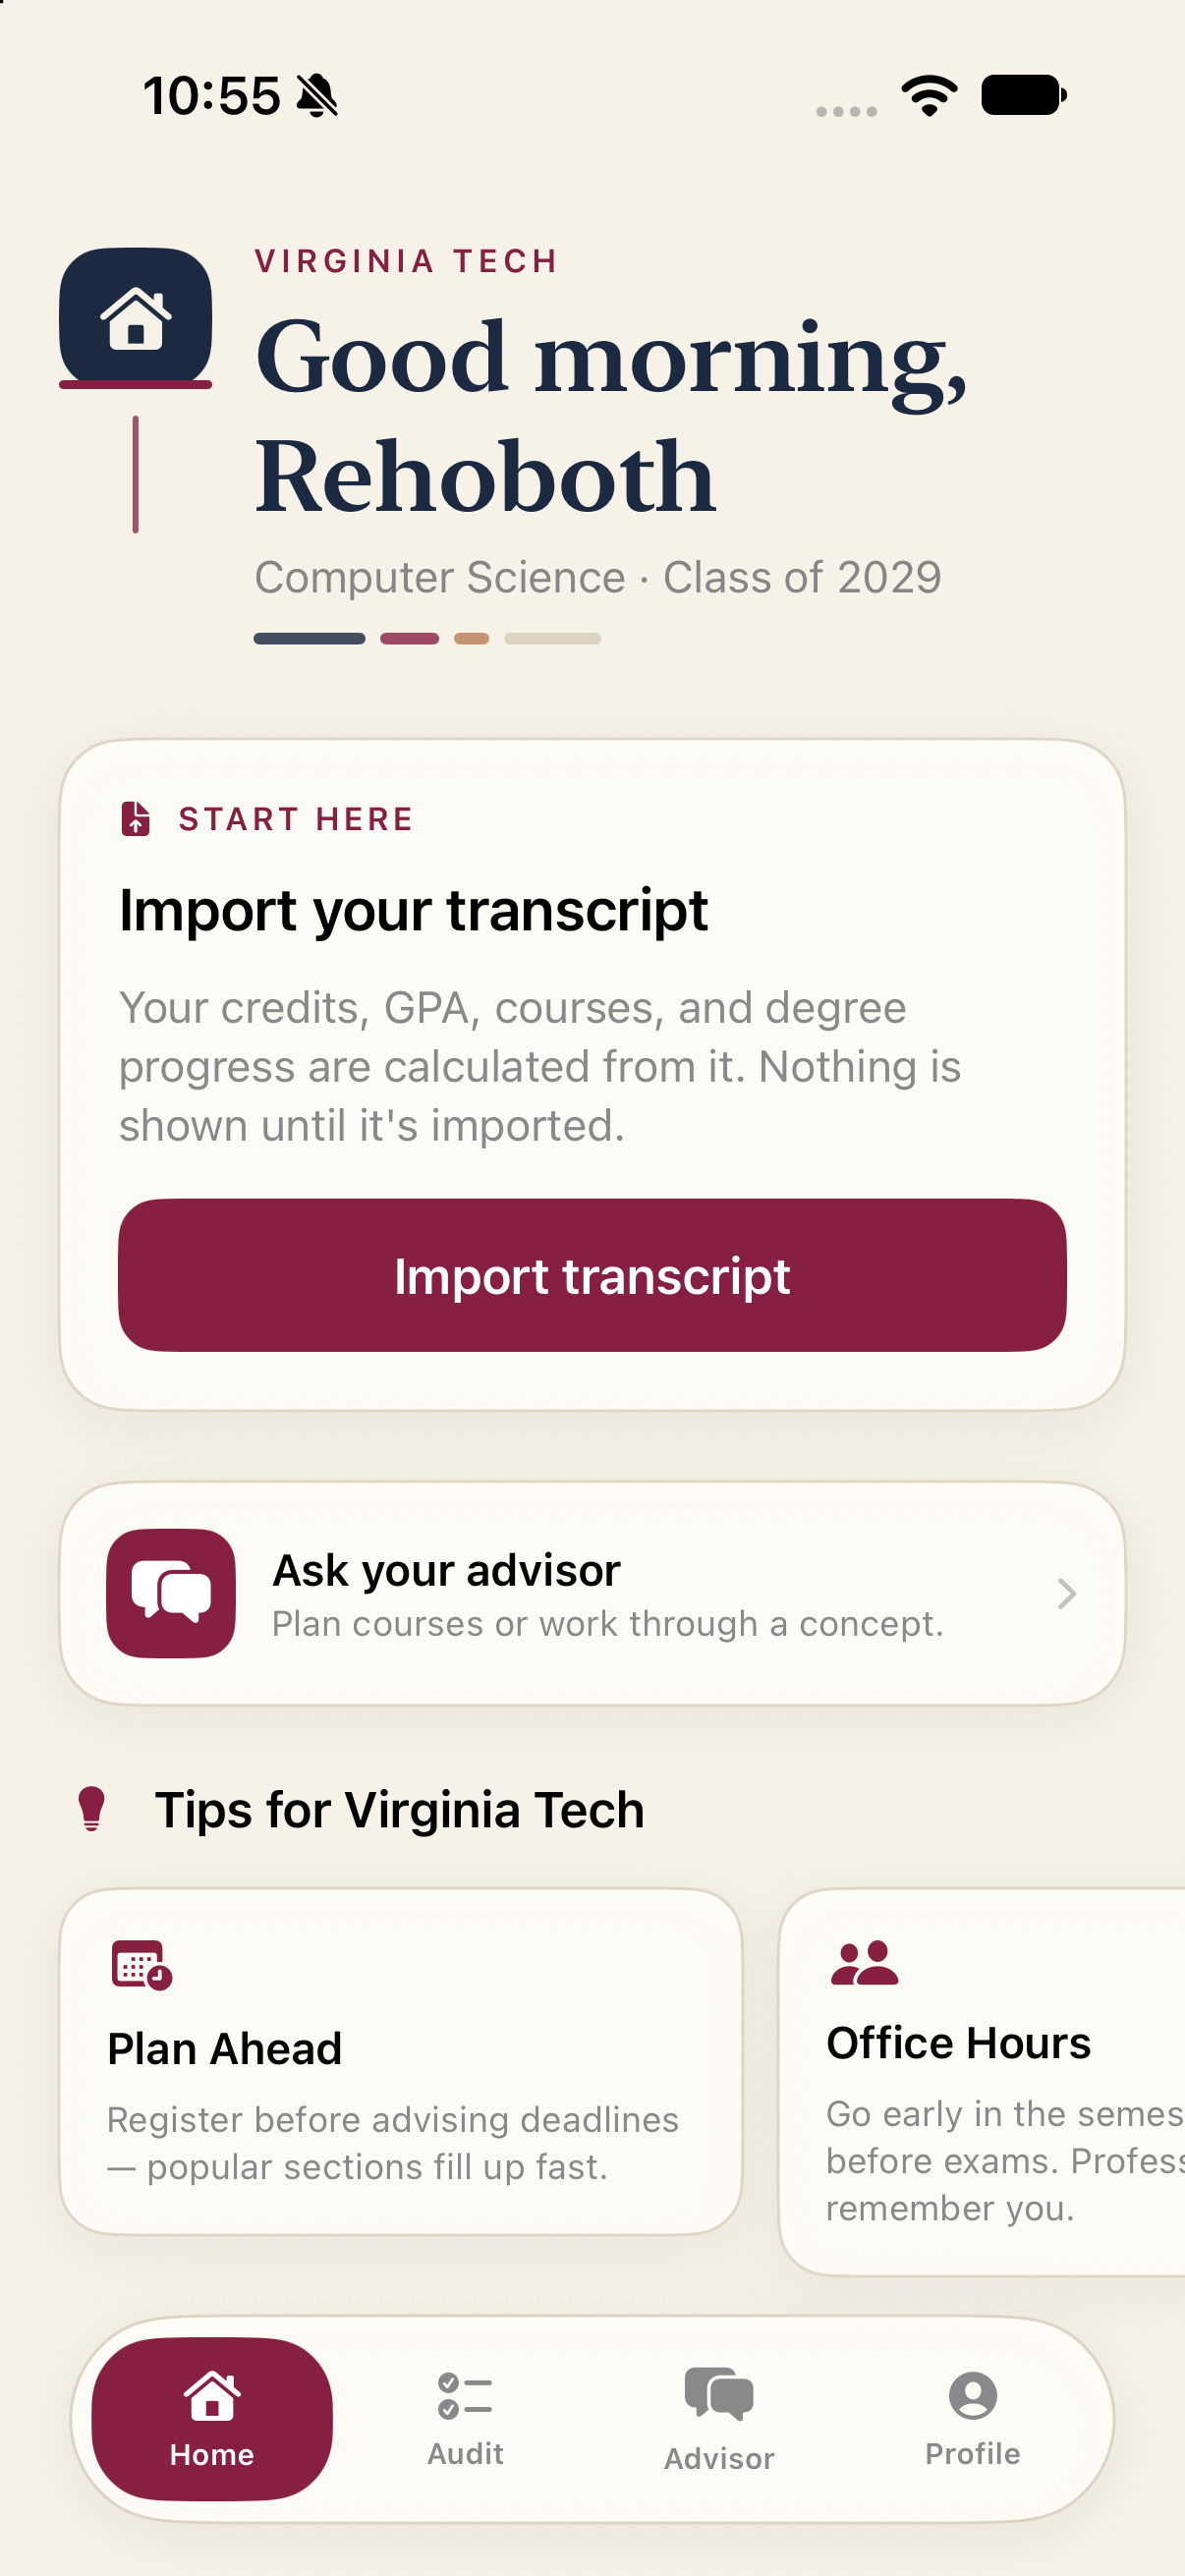 10:55
VIRGINIA TECH
Good morning,
Rehoboth
Computer Science · Class of 2029
START HERE
Import your transcript
Your credits, GPA, courses, and degree
progress are calculated from it. Nothing is
shown until it's imported.
Import transcript
Ask your advisor
Plan courses or work through a concept.
Tips for Virginia Tech
Plan Ahead
Register before advising deadlines
— popular sections fill up fast.
Office Hours
Go early in the semes
before exams. Profess
remember you.
Home
Audit
Advisor
Profile